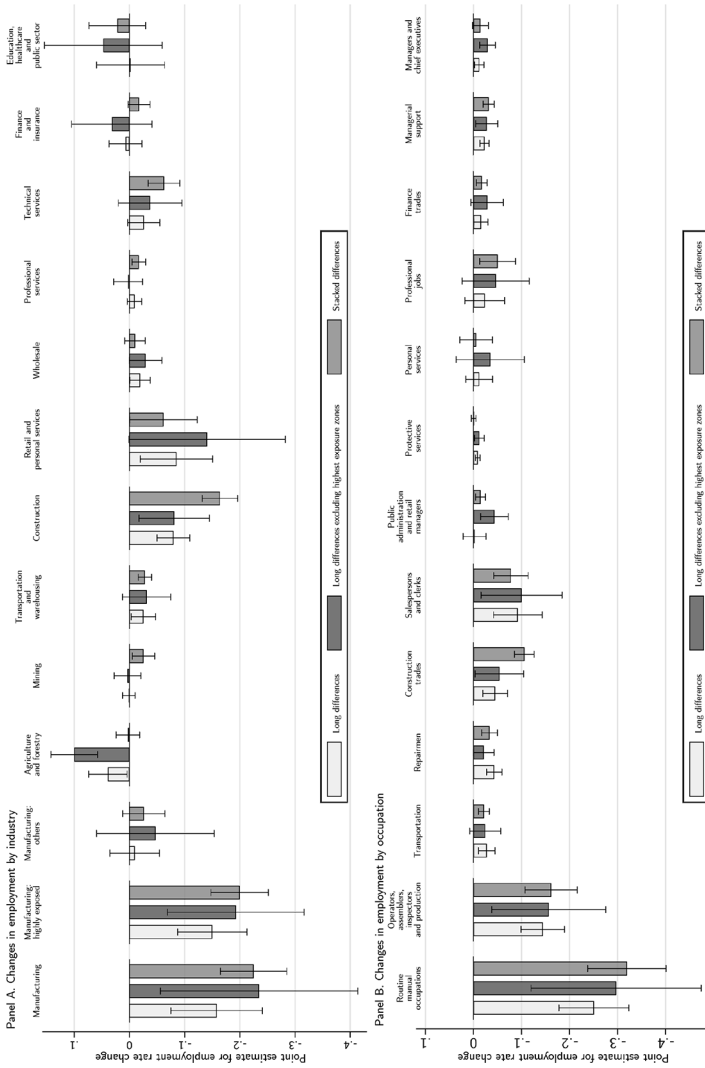 Panel A. Changes in employment by industry
Point estimate for employment rate change
.1
0
-.1
-.2
-.3
-.4
Manufacturing
Manufacturing:
highly exposed
Manufacturing:
others
Agriculture
and forestry
Mining
Transportation
and
warehousing
Construction
Retail and
personal services
Wholesale
Professional
services
Technical
services
Finance
and
insurance
Education,
healthcare
and
public sector
Long differences
Long differences excluding highest exposure zones
Stacked differences
Panel B. Changes in employment by occupation
Point estimate for employment rate change
.1
0
-.1
-.2
-.3
-.4
Routine
manual
occupations
Operators,
assemblers,
inspectors
and production
Transportation
Repairmen
Construction
trades
Salespersons
and clerks
Public
administration
and retail
managers
Protective
services
Personal
services
Professional
jobs
Finance
trades
Managerial
support
Managers and
chief executives
Long differences
Long differences excluding highest exposure zones
Stacked differences